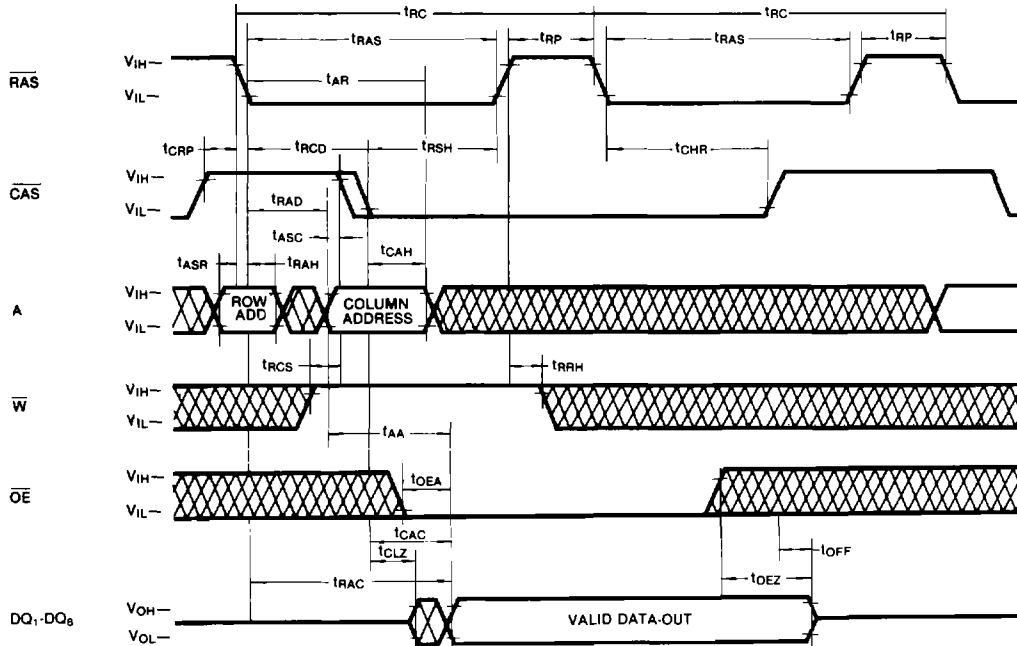 tRC tRC
tRAS tRP tRAS tRP
RAS VIH— tAR
VIL—
tCRP tRCD tRSH tCHR
CAS VIH—
tRAD
VIL—
tASC
tASR tRAH tCAH
A VIH— ROW ADD COLUMN ADDRESS
VIL—
tRCS tRRH
W VIH—
VIL—
tAA
OE VIH— tOEA
VIL—
tCAC
tCLZ tOFF
tRAC tOEZ
DQ1-DQ8 VOH— VALID DATA-OUT
VOL—